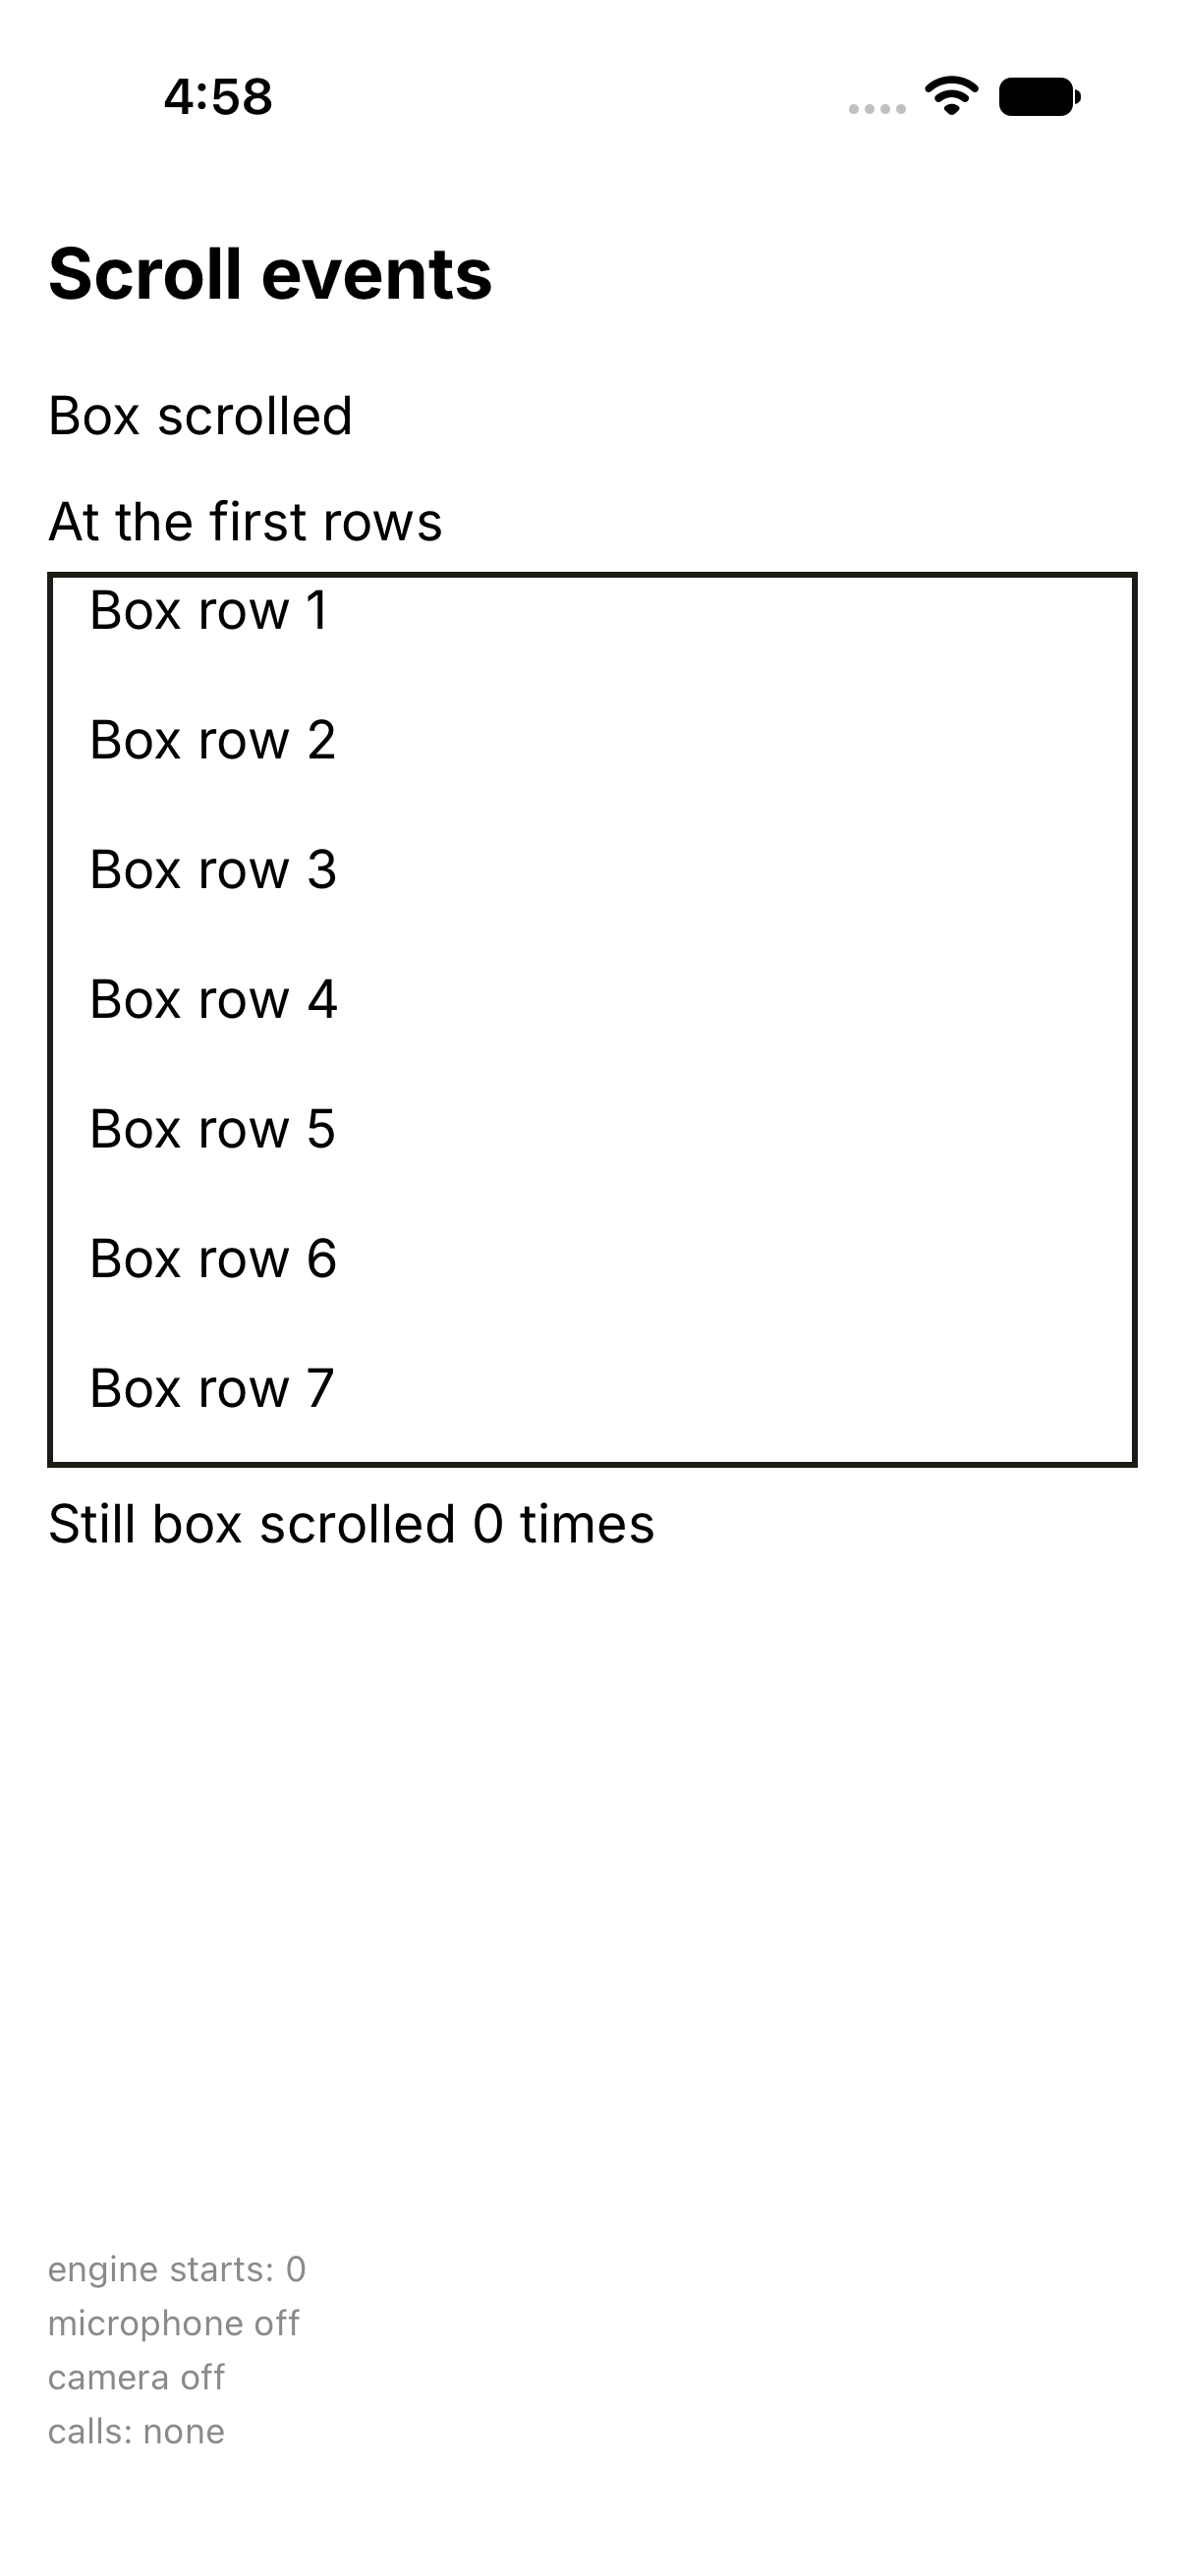 4:58
Scroll events
Box scrolled
At the first rows
Box row 1
Box row 2
Box row 3
Box row 4
Box row 5
Box row 6
Box row 7
Still box scrolled 0 times
engine starts: 0
microphone off
camera off
calls: none